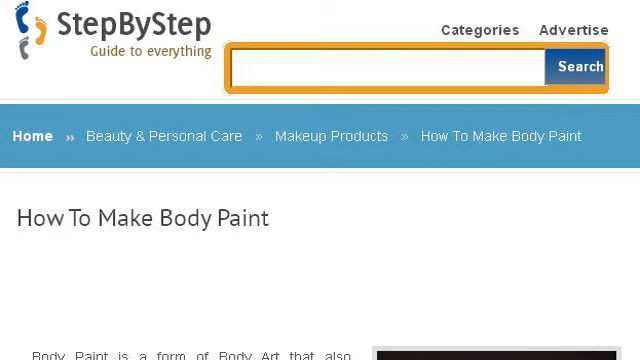 StepByStep
Guide to everything
Categories Advertise
Search
Home » Beauty & Personal Care » Makeup Products » How To Make Body Paint
How To Make Body Paint
Body Paint is a form of Body Art that also